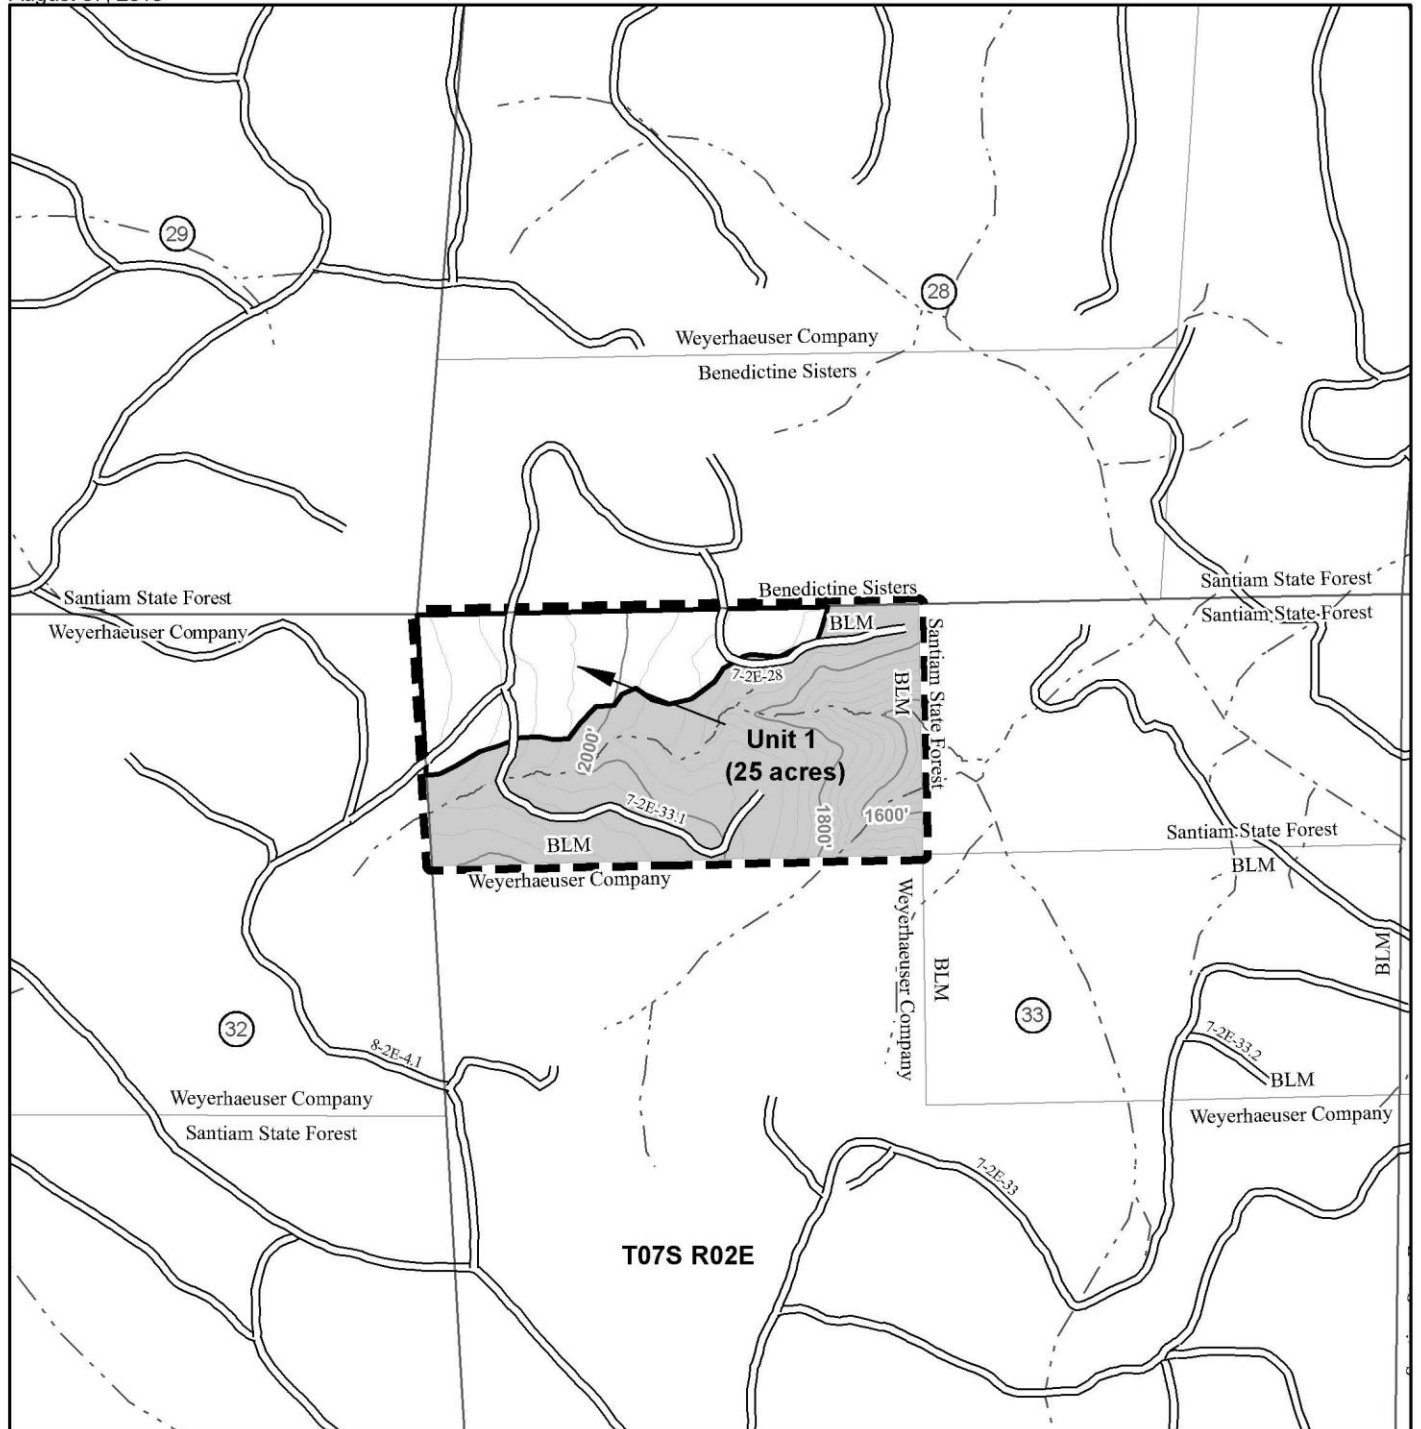 29
28
Weyerhaeuser Company
Benedictine Sisters
Santiam State Forest
Weyerhaeuser Company
Benedictine Sisters
Santiam State Forest
Santiam State Forest
BLM
7-2E-28
BLM
Santiam State Forest
Unit 1
(25 acres)
2000'
7-2E-33.1
1800'
1600'
BLM
Weyerhaeuser Company
Santiam State Forest
BLM
Weyerhaeuser Company
BLM
BLM
32
33
8-2E-4.1
7-2E-33.2
BLM
Weyerhaeuser Company
Weyerhaeuser Company
Santiam State Forest
7-2E-33
T07S R02E